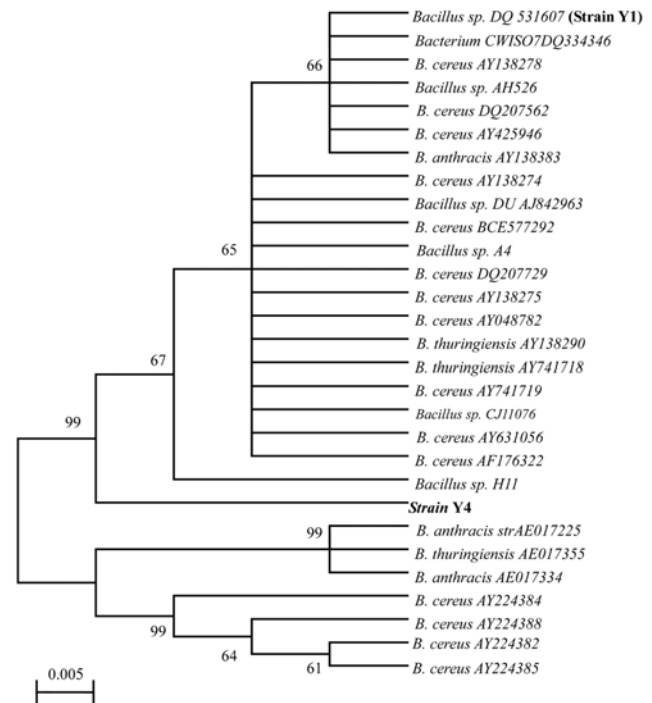 Bacillus sp. DQ 531607 (Strain Y1)
Bacterium CWISO7DQ334346
66
B. cereus AY138278
Bacillus sp. AH526
B. cereus DQ207562
B. cereus AY425946
B. anthracis AY138383
B. cereus AY138274
Bacillus sp. DU AJ842963
B. cereus BCE577292
65
Bacillus sp. A4
B. cereus DQ207729
B. cereus AY138275
B. cereus AY048782
B. thuringiensis AY138290
67
B. thuringiensis AY741718
B. cereus AY741719
Bacillus sp. CJ11076
99
B. cereus AY631056
B. cereus AF176322
Bacillus sp. H11
Strain Y4
99
B. anthracis strAE017225
B. thuringiensis AE017355
B. anthracis AE017334
B. cereus AY224384
99
B. cereus AY224388
64
B. cereus AY224382
61
B. cereus AY224385
0.005